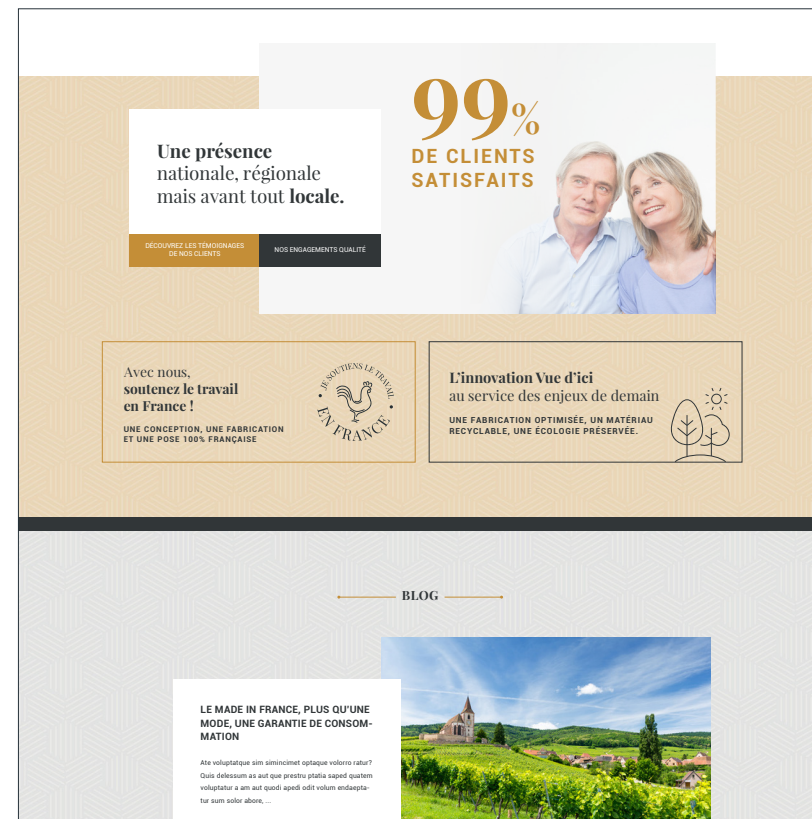 99%
DE CLIENTS
SATISFAITS
Une présence
nationale, régionale
mais avant tout locale.
DÉCOUVREZ LES TÉMOIGNAGES
DE NOS CLIENTS
NOS ENGAGEMENTS QUALITÉ
Avec nous,
soutenez le travail
en France !
UNE CONCEPTION, UNE FABRICATION
ET UNE POSE 100% FRANÇAISE
JE SOUTIENS LE TRAVAIL
EN FRANCE
L'innovation Vue d'ici
au service des enjeux de demain
UNE FABRICATION OPTIMISÉE, UN MATÉRIAU
RECYCLABLE, UNE ÉCOLOGIE PRÉSERVÉE.
BLOG
LE MADE IN FRANCE, PLUS QU'UNE
MODE, UNE GARANTIE DE CONSOM-
MATION
Ate voluptatque sim simincimet optaque volorro ratur?
Quis delessum as aut que prestru ptatia saped quatem
voluptatur a am aut quodi apedi odit volum endaepta-
tur sum solor abore, ...